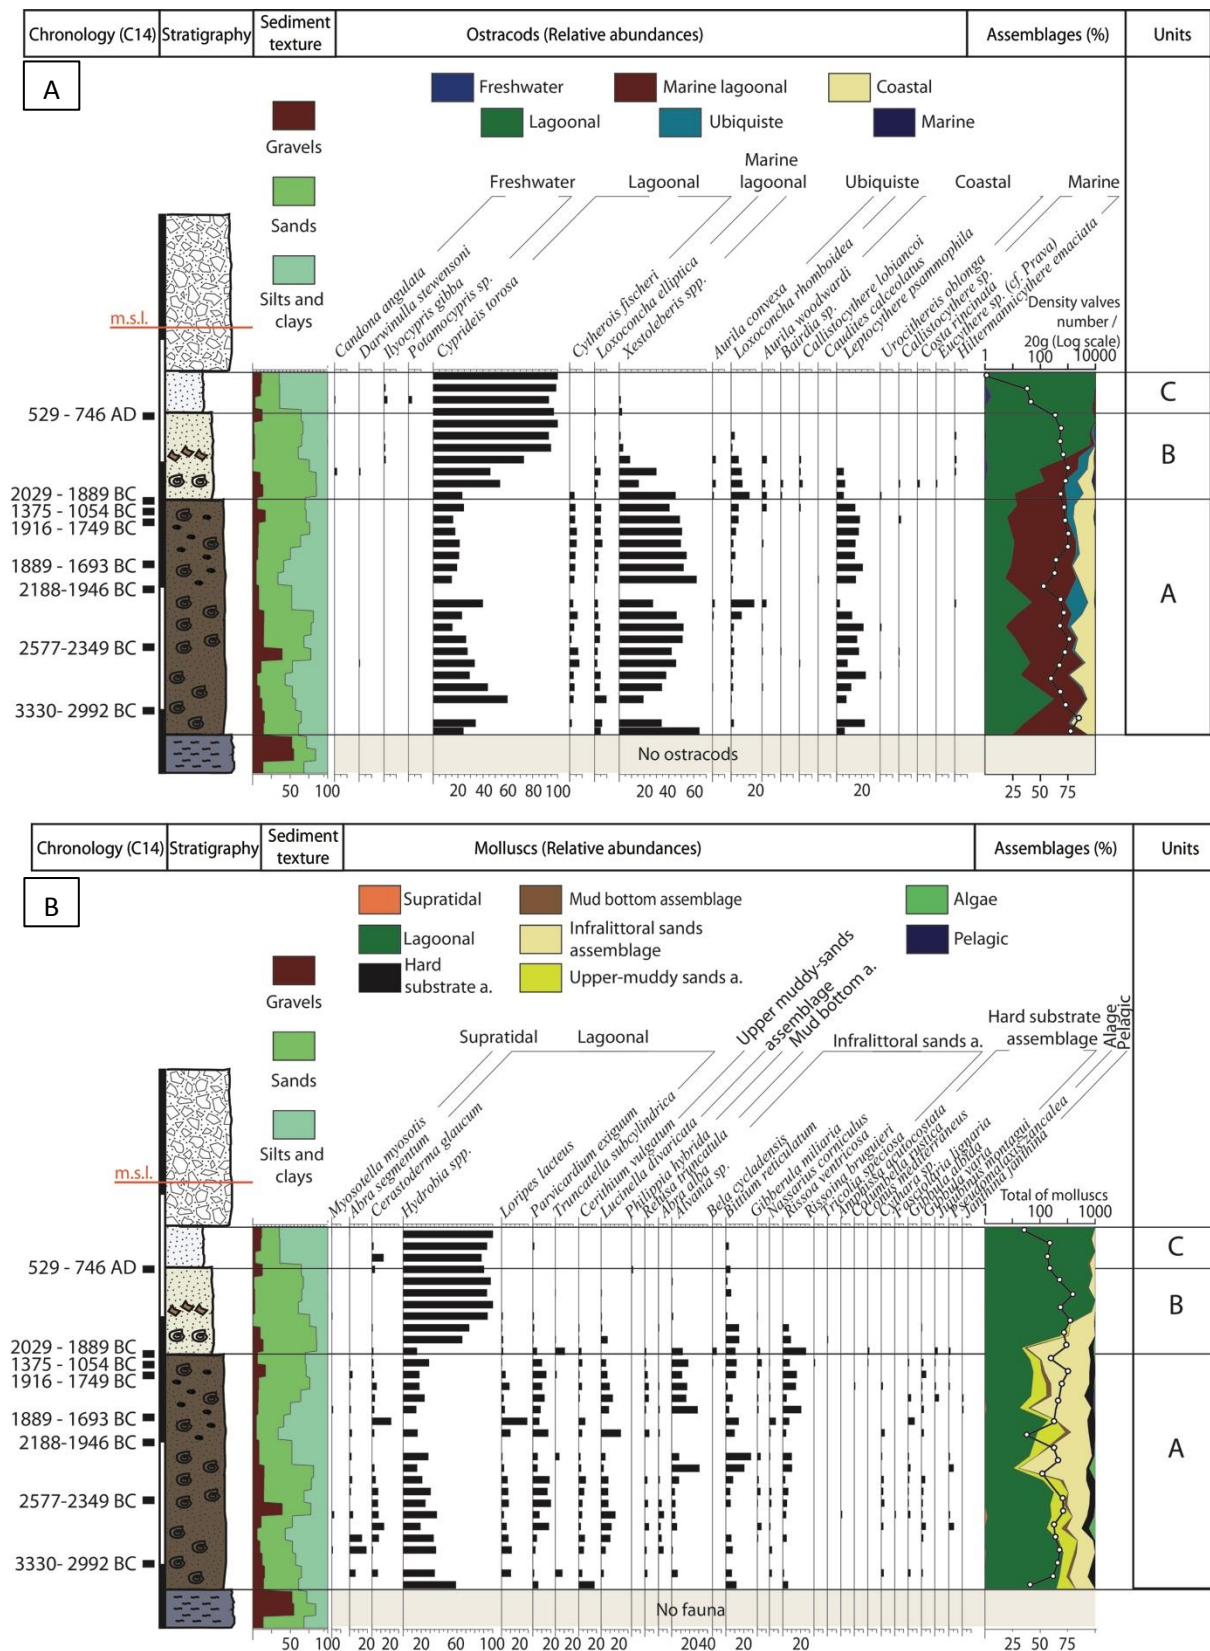 Chronology (C14) Stratigraphy Sediment texture Ostracods (Relative abundances) Assemblages (%) Units
A
Freshwater Marine lagoonal Coastal
Lagoonal Ubiquiste Marine
Gravels
Sands
Silts and clays
Freshwater Lagoonal Marine lagoonal Ubiquiste Coastal Marine
Candona angulata
Darwinulla stewensoni
Ilyocypris gibba
Potamocypris sp.
Cyprideis torosa
Cytherois fischeri
Loxoconcha elliptica
Xestoleberis spp.
Aurila convexa
Loxoconcha rhomboidea
Aurila woodwardi
Bairdia sp.
Callistocythere lobiancoi
Caudites calceolatus
Leptocythere psammophila
Urocythereis oblonga
Callistocythere sp.
Costa runcinata
Eucythere sp. (cf. Prava)
Hiltermannicythere emaciata
m.s.l.
Density valves
number /
20g (Log scale)
1 100 10000
529 - 746 AD
2029 - 1889 BC
1375 - 1054 BC
1916 - 1749 BC
1889 - 1693 BC
2188-1946 BC
2577-2349 BC
3330- 2992 BC
C
B
A
No ostracods
50 100 20 40 60 80 100 20 40 60 20 20 25 50 75
Chronology (C14) Stratigraphy Sediment texture Molluscs (Relative abundances) Assemblages (%) Units
B
Supratidal Mud bottom assemblage Algae
Lagoonal Infralittoral sands assemblage Pelagic
Hard substrate a. Upper-muddy sands a.
Gravels
Sands
Silts and clays
Supratidal Lagoonal Upper muddy-sands assemblage Mud bottom a. Infralittoral sands a. Hard substrate assemblage Alage Pelagic
Myosotella myosotis
Abra segmentum
Cerastoderma glaucum
Hydrobia spp.
Loripes lacteus
Parvicardium exiguum
Truncatella subcylindrica
Cerithium vulgatum
Lucinella divaricata
Philippia hybrida
Retusa truncatula
Abra alba
Alvania sp.
Bela cycladensis
Bittium reticulatum
Gibberula miliaria
Nassarius corniculus
Rissoa ventricosa
Rissoina bruguieri
Tricolia speciosa
Columbella rustica
Conus mediterraneus
Fasciolaria lignaria
Gibbula albida
Gibbula varia
Janthina janthina
m.s.l.
Total of molluscs
1 100 1000
529 - 746 AD
2029 - 1889 BC
1375 - 1054 BC
1916 - 1749 BC
1889 - 1693 BC
2188-1946 BC
2577-2349 BC
3330- 2992 BC
C
B
A
No fauna
50 100 20 20 60 100 20 20 20 20 20 2040 20 20 25 50 75